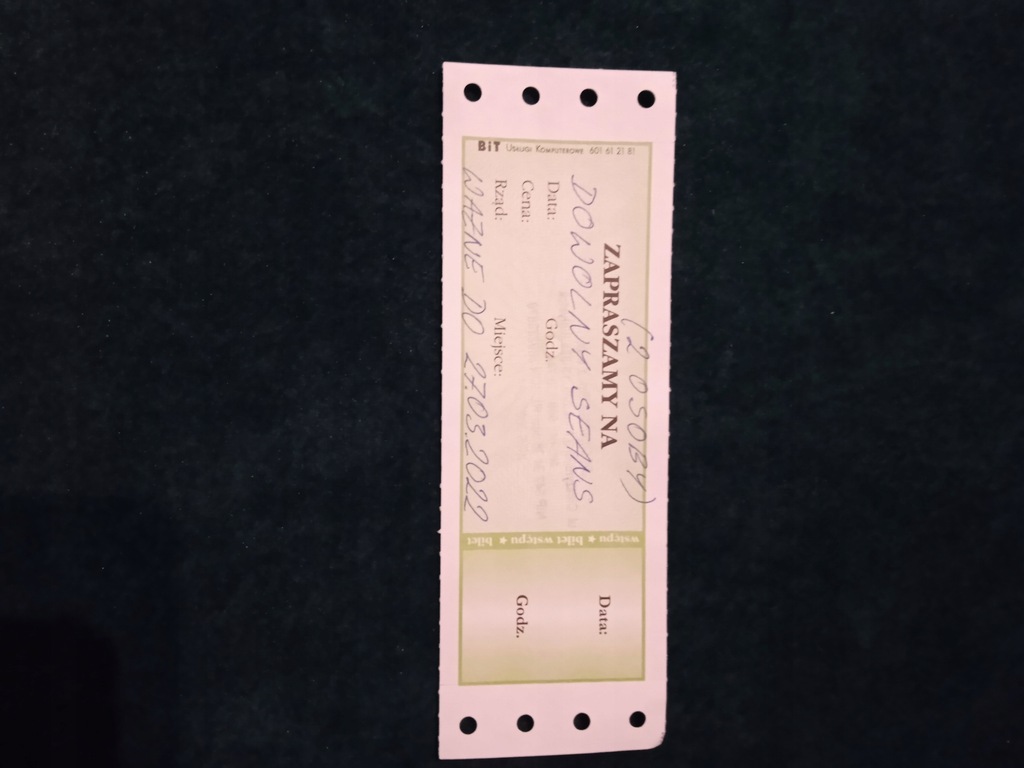 (2 OSOBY)
ZAPRASZAMY NA
DOWOLNY SEANS
Data: Godz.
Cena:
Rząd: Miejsce:
WAŻNE DO 27.03.2022
BiT USŁUGI KOMPUTEROWE 601 61 21 81
wstępu ★ bilet wstępu ★ bilet
Data:
Godz.